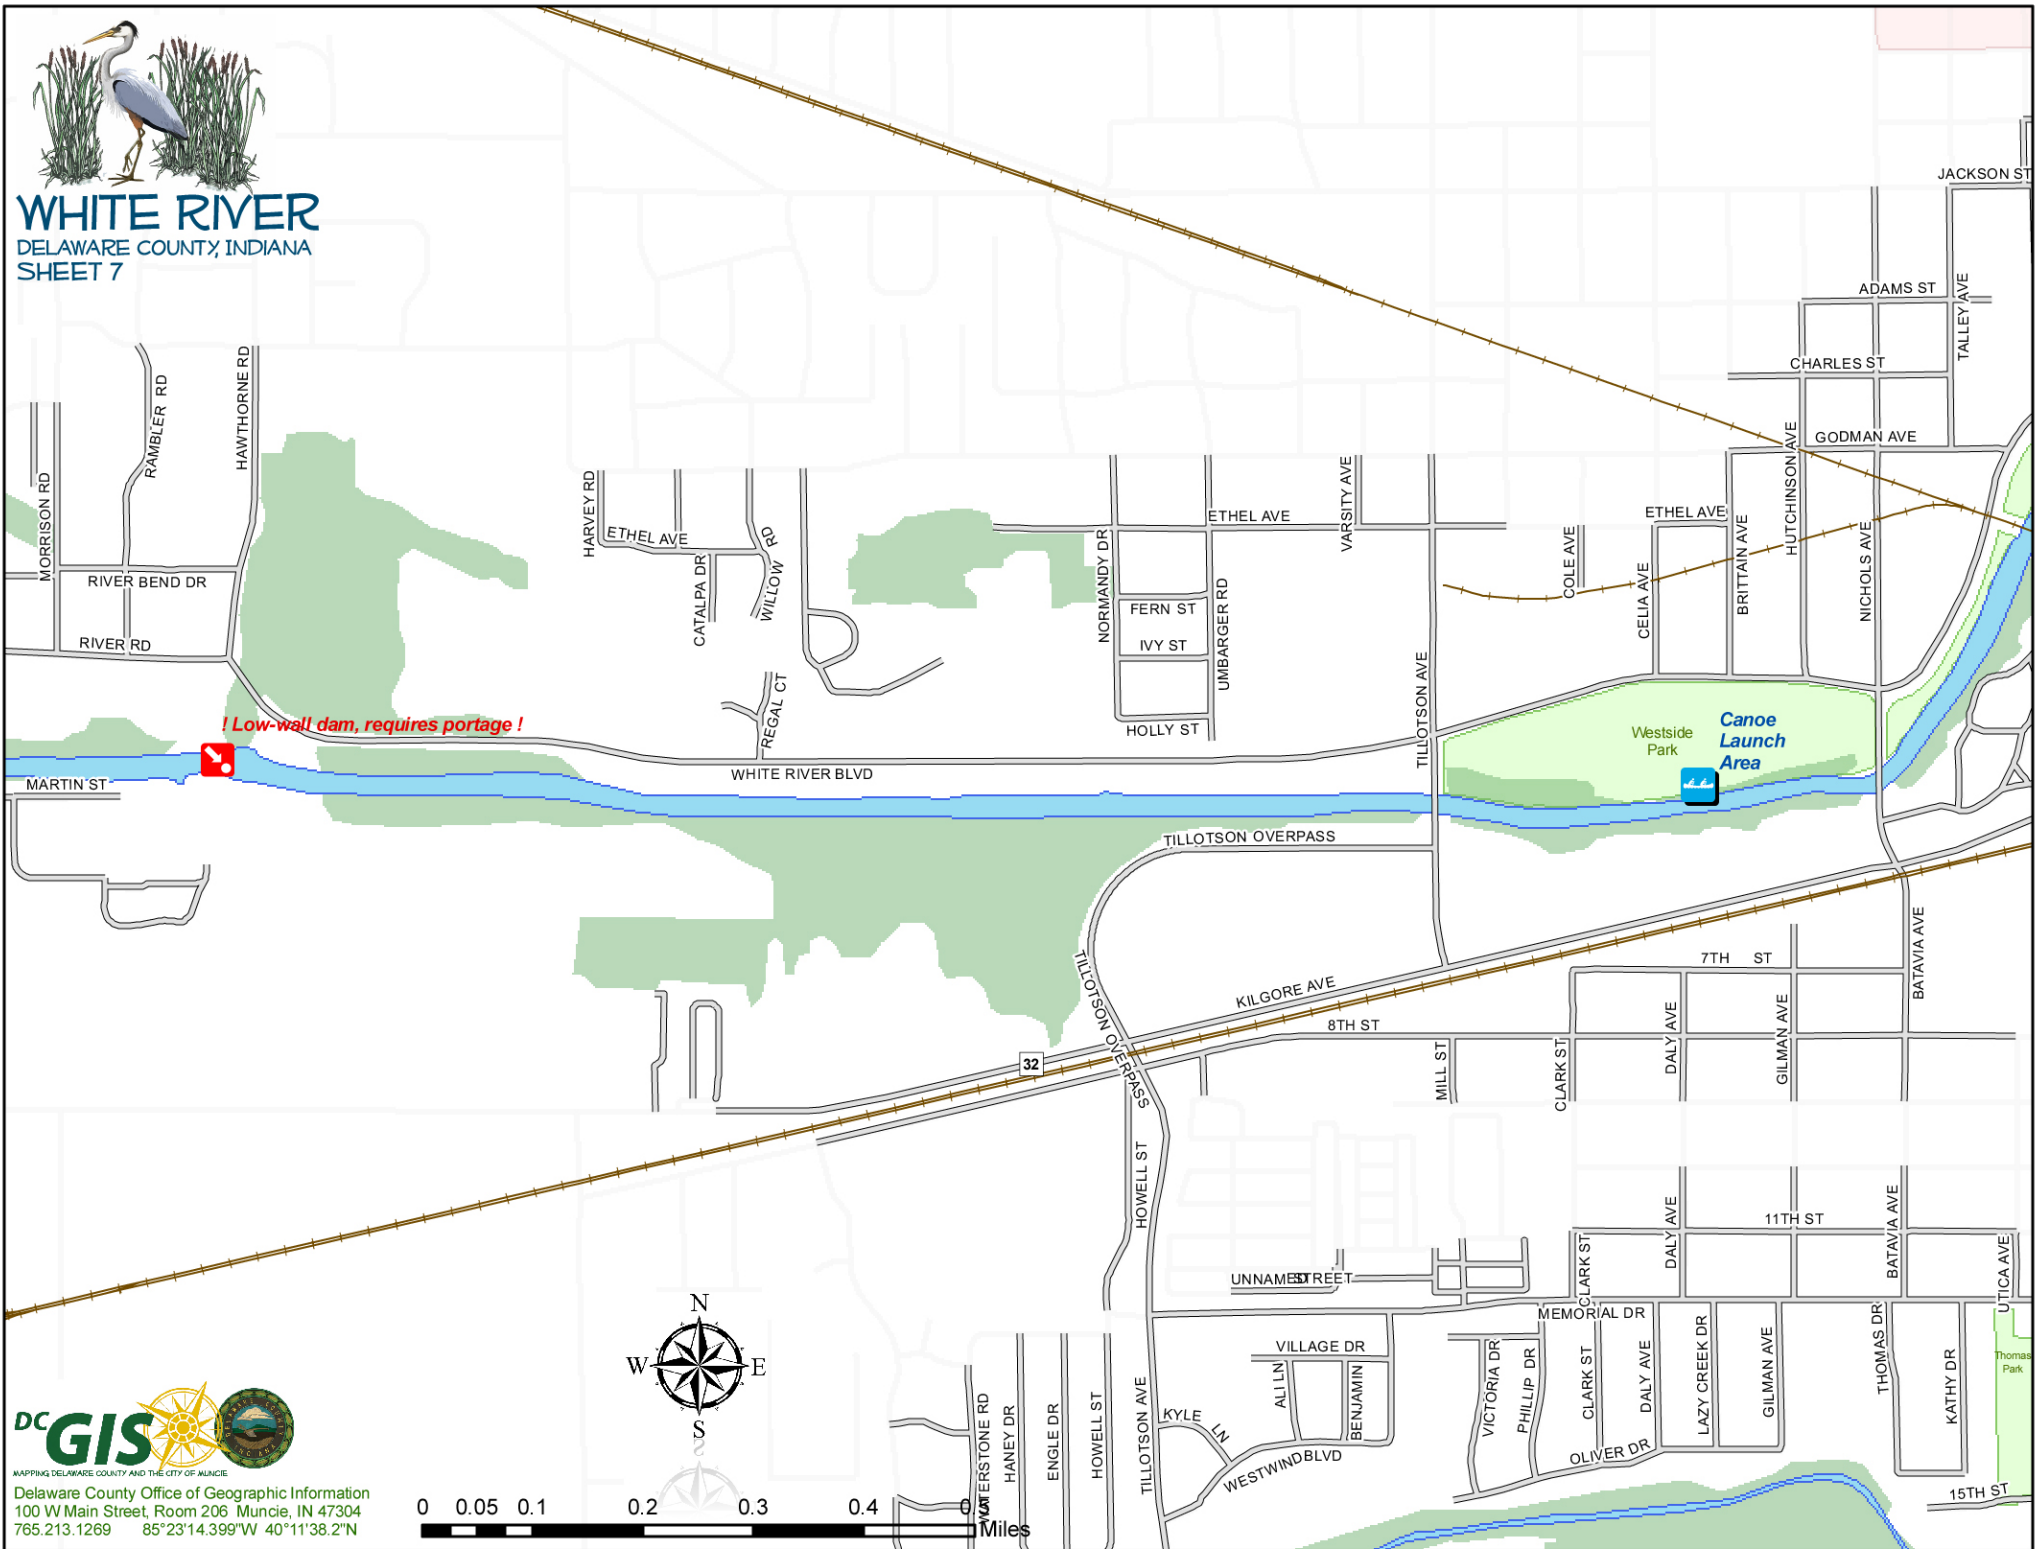 WHITE RIVER
DELAWARE COUNTY, INDIANA
SHEET 7
JACKSON ST
ADAMS ST
TALLEY AVE
CHARLES ST
GODMAN AVE
HUTCHINSON AVE
RAMBLER RD
HAWTHORNE RD
MORRISON RD
RIVER BEND DR
RIVER RD
HARVEY RD
ETHEL AVE
CATALPA DR
WILLOW RD
REGAL CT
NORMANDY DR
ETHEL AVE
UMBARGER RD
FERN ST
IVY ST
HOLLY ST
VARSITY AVE
TILLOTSON AVE
COLE AVE
ETHEL AVE
CELIA AVE
BRITTAIN AVE
NICHOLS AVE
! Low-wall dam, requires portage !
Westside
Park
Canoe
Launch
Area
WHITE RIVER BLVD
MARTIN ST
TILLOTSON OVERPASS
TILLOTSON OVERPASS
KILGORE AVE
32
8TH ST
7TH ST
BATAVIA AVE
MILL ST
CLARK ST
DALY AVE
GILMAN AVE
HOWELL ST
11TH ST
CLARK ST
DALY AVE
BATAVIA AVE
UTICA AVE
UNNAMED STREET
MEMORIAL DR
VILLAGE DR
ALI LN
BENJAMIN
VICTORIA DR
PHILLIP DR
CLARK ST
DALY AVE
LAZY CREEK DR
GILMAN AVE
THOMAS DR
KATHY DR
Thomas
Park
KYLE LN
WESTWIND BLVD
OLIVER DR
15TH ST
WATERSTONE RD
HANEY DR
ENGLE DR
HOWELL ST
TILLOTSON AVE
N
W E
S
S
DC GIS
MAPPING DELAWARE COUNTY AND THE CITY OF MUNCIE
Delaware County Office of Geographic Information
100 W Main Street, Room 206 Muncie, IN 47304
765.213.1269 85°23'14.399"W 40°11'38.2"N
0 0.05 0.1 0.2 0.3 0.4 0.5
Miles